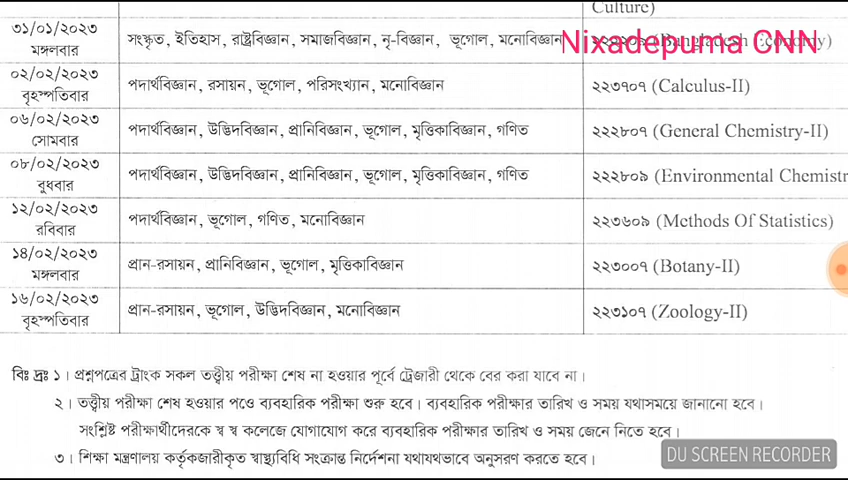 Culture)
৩১/০১/২০২৩
মঙ্গলবার
সংস্কৃত, ইতিহাস, রাষ্ট্রবিজ্ঞান, সমাজবিজ্ঞান, নৃ-বিজ্ঞান, ভূগোল, মনোবিজ্ঞান
(Bangladesh
Nixadepuma CNN
০২/০২/২০২৩
বৃহস্পতিবার
পদার্থবিজ্ঞান, রসায়ন, ভূগোল, পরিসংখ্যান, মনোবিজ্ঞান
২২৩৭০৭ (Calculus-II)
০৬/০২/২০২৩
সোমবার
পদার্থবিজ্ঞান, উদ্ভিদবিজ্ঞান, প্রানিবিজ্ঞান, ভূগোল, মৃত্তিকাবিজ্ঞান, গণিত
২২২৮০৭ (General Chemistry-II)
০৮/০২/২০২৩
বুধবার
পদার্থবিজ্ঞান, উদ্ভিদবিজ্ঞান, প্রানিবিজ্ঞান, ভূগোল, মৃত্তিকাবিজ্ঞান, গণিত
২২২৮০৯ (Environmental Chemistr
১২/০২/২০২৩
রবিবার
পদার্থবিজ্ঞান, ভূগোল, গণিত, মনোবিজ্ঞান
২২৩৬০৯ (Methods Of Statistics)
১৪/০২/২০২৩
মঙ্গলবার
প্রান-রসায়ন, প্রানিবিজ্ঞান, ভূগোল, মৃত্তিকাবিজ্ঞান
২২৩০০৭ (Botany-II)
১৬/০২/২০২৩
বৃহস্পতিবার
প্রান-রসায়ন, ভূগোল, উদ্ভিদবিজ্ঞান, মনোবিজ্ঞান
২২৩১০৭ (Zoology-II)
বিঃ দ্রঃ ১। প্রশ্নপত্রের ট্রাংক সকল তত্ত্বীয় পরীক্ষা শেষ না হওয়ার পূর্বে ট্রেজারী থেকে বের করা যাবে না।
২। তত্ত্বীয় পরীক্ষা শেষ হওয়ার পওে ব্যবহারিক পরীক্ষা শুরু হবে। ব্যবহারিক পরীক্ষার তারিখ ও সময় যথাসময়ে জানানো হবে।
সংশ্লিষ্ট পরীক্ষার্থীদেরকে স্ব স্ব কলেজে যোগাযোগ করে ব্যবহারিক পরীক্ষার তারিখ ও সময় জেনে নিতে হবে।
৩। শিক্ষা মন্ত্রণালয় কর্তৃকজারীকৃত স্বাস্থ্যবিধি সংক্রান্ত নির্দেশনা যথাযথভাবে অনুসরণ করতে হবে।
DU SCREEN RECORDER